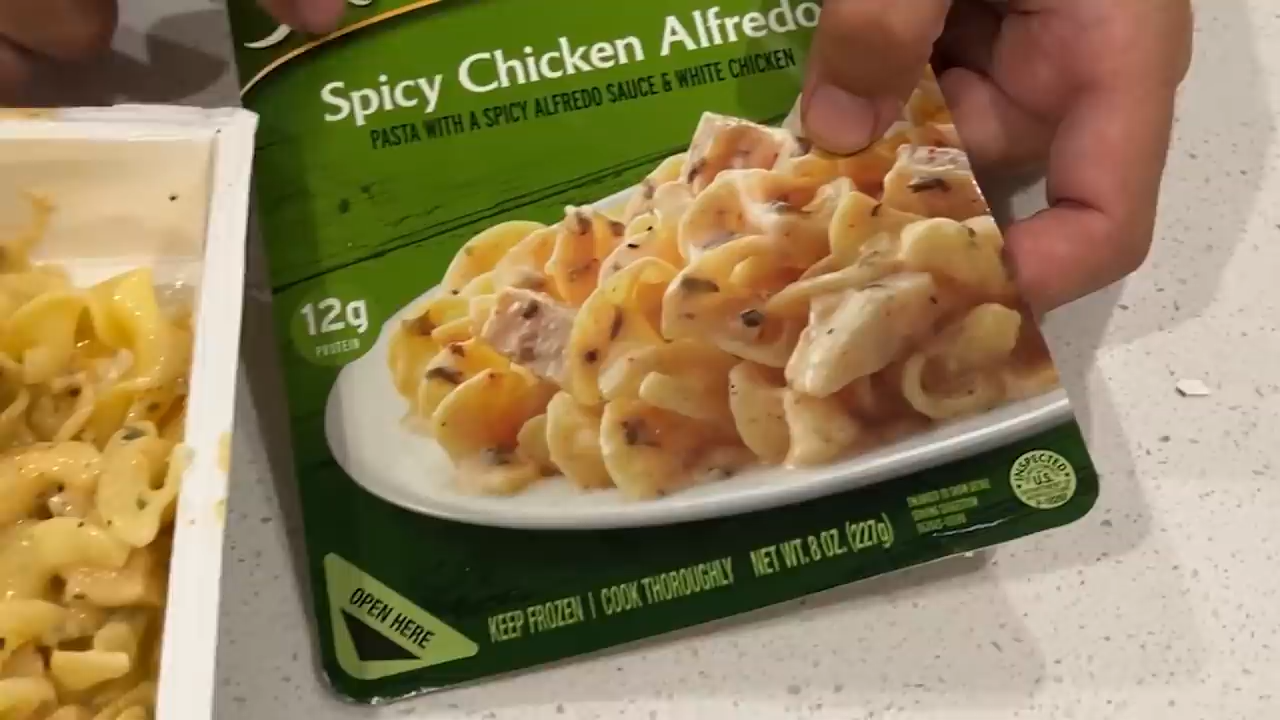 Spicy Chicken Alfredo
PASTA WITH A SPICY ALFREDO SAUCE & WHITE CHICKEN
12g
PROTEIN
INSPECTED
U.S.
OPEN HERE
KEEP FROZEN | COOK THOROUGHLY NET WT. 8 OZ. (227g)